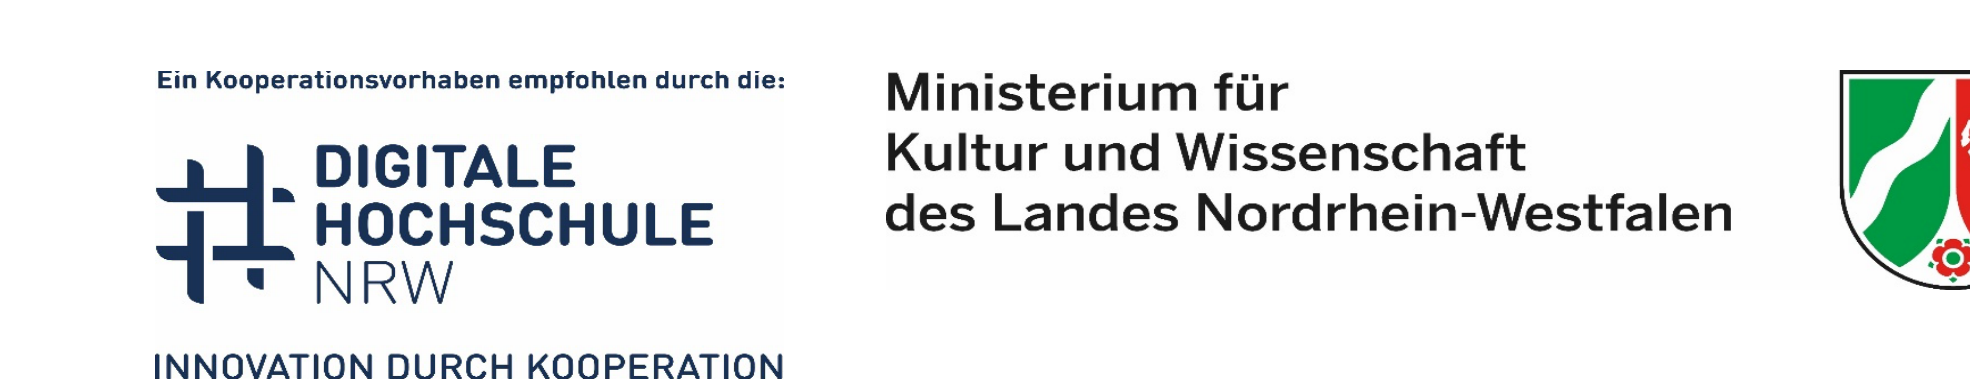 Ein Kooperationsvorhaben empfohlen durch die:
DIGITALE
HOCHSCHULE
NRW
INNOVATION DURCH KOOPERATION
Ministerium für
Kultur und Wissenschaft
des Landes Nordrhein-Westfalen